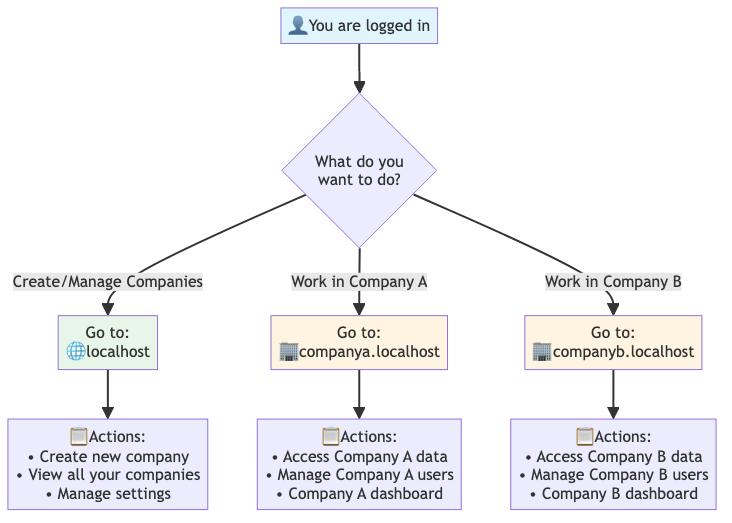 👤You are logged in
What do you
want to do?
Create/Manage Companies
Work in Company A
Work in Company B
Go to:
🌐localhost
Go to:
🏢companya.localhost
Go to:
🏢companyb.localhost
📋Actions:
• Create new company
• View all your companies
• Manage settings
📋Actions:
• Access Company A data
• Manage Company A users
• Company A dashboard
📋Actions:
• Access Company B data
• Manage Company B users
• Company B dashboard